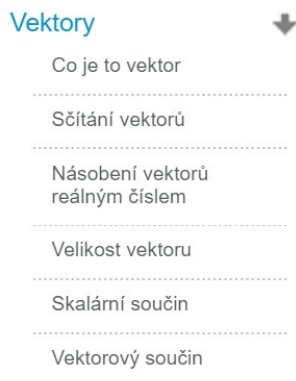 Vektory
Co je to vektor
Sčítání vektorů
Násobení vektorů
reálným číslem
Velikost vektoru
Skalární součin
Vektorový součin